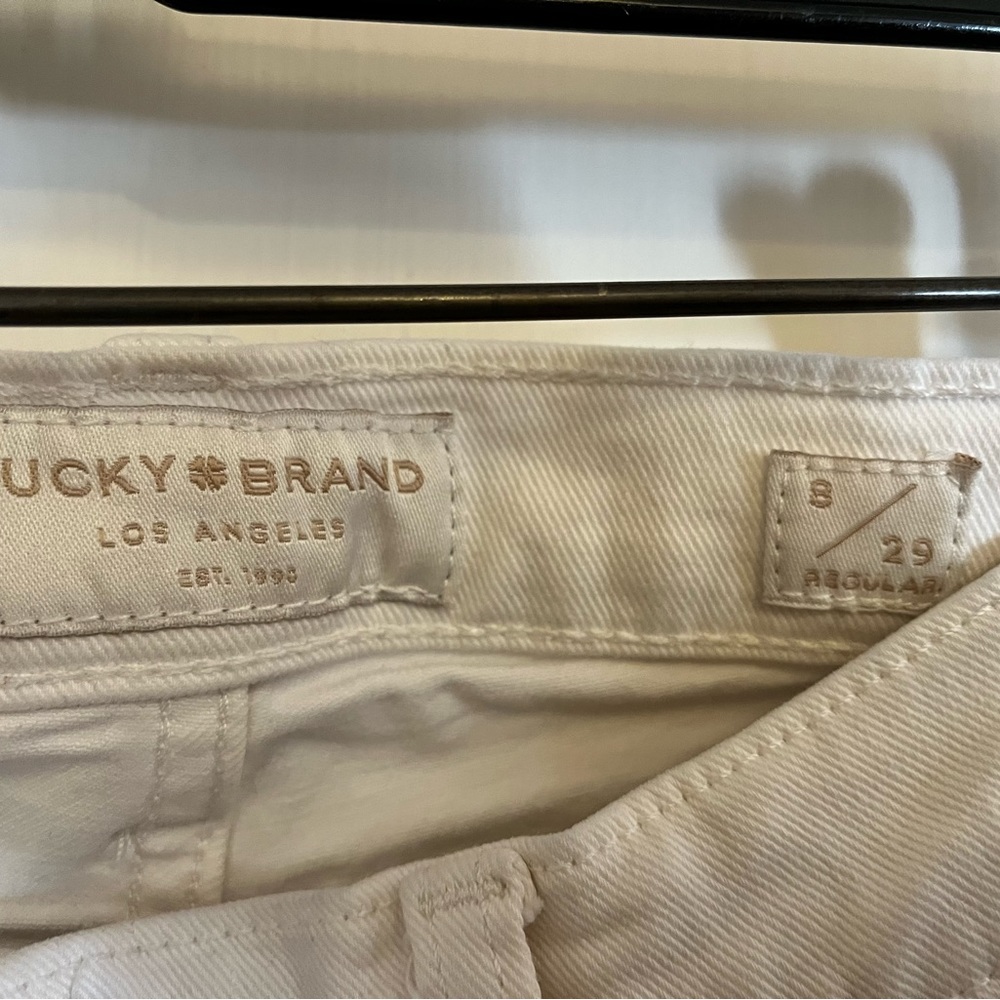 UCKY BRAND
LOS ANGELES
EST. 1990
8/29
REGULAR